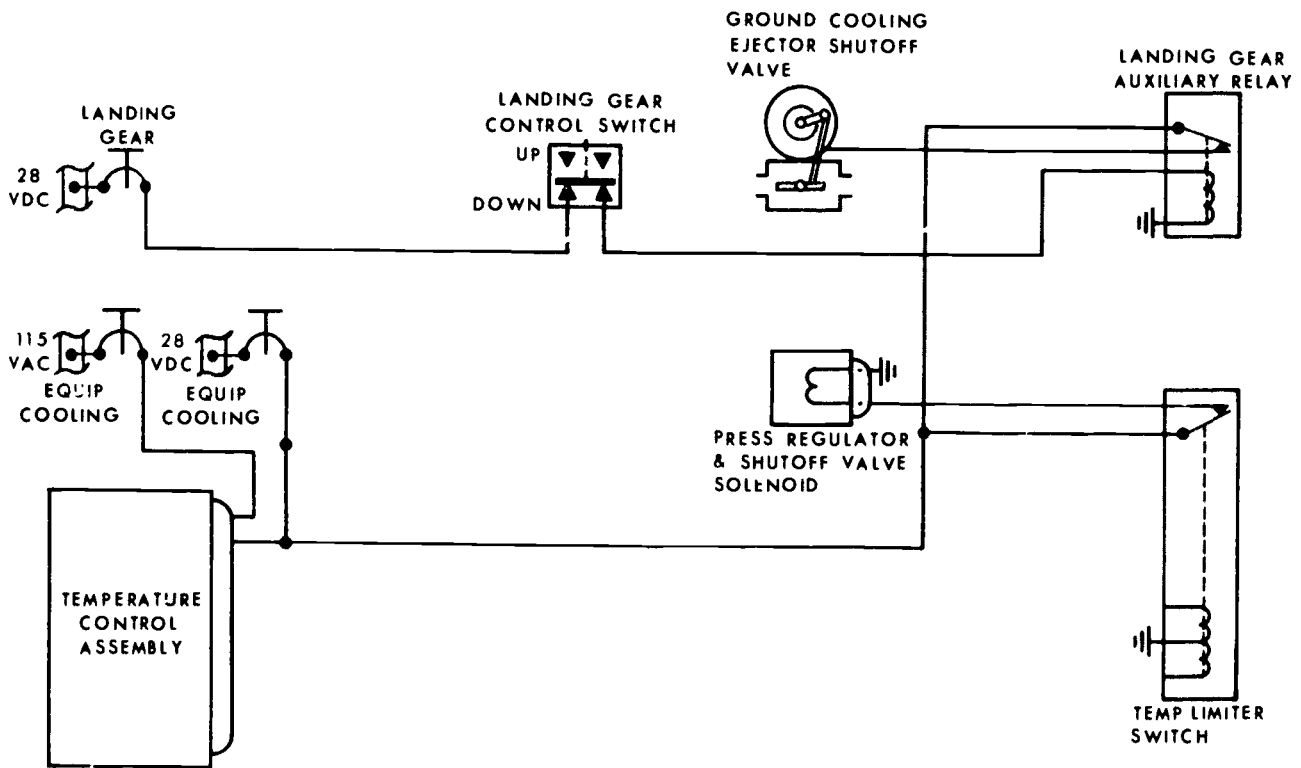 GROUND COOLING
EJECTOR SHUTOFF
VALVE
LANDING GEAR
AUXILIARY RELAY
LANDING
GEAR
LANDING GEAR
CONTROL SWITCH
UP
DOWN
28
VDC
115
VAC
EQUIP
COOLING
28
VDC
EQUIP
COOLING
PRESS REGULATOR
& SHUTOFF VALVE
SOLENOID
TEMPERATURE
CONTROL
ASSEMBLY
TEMP LIMITER
SWITCH